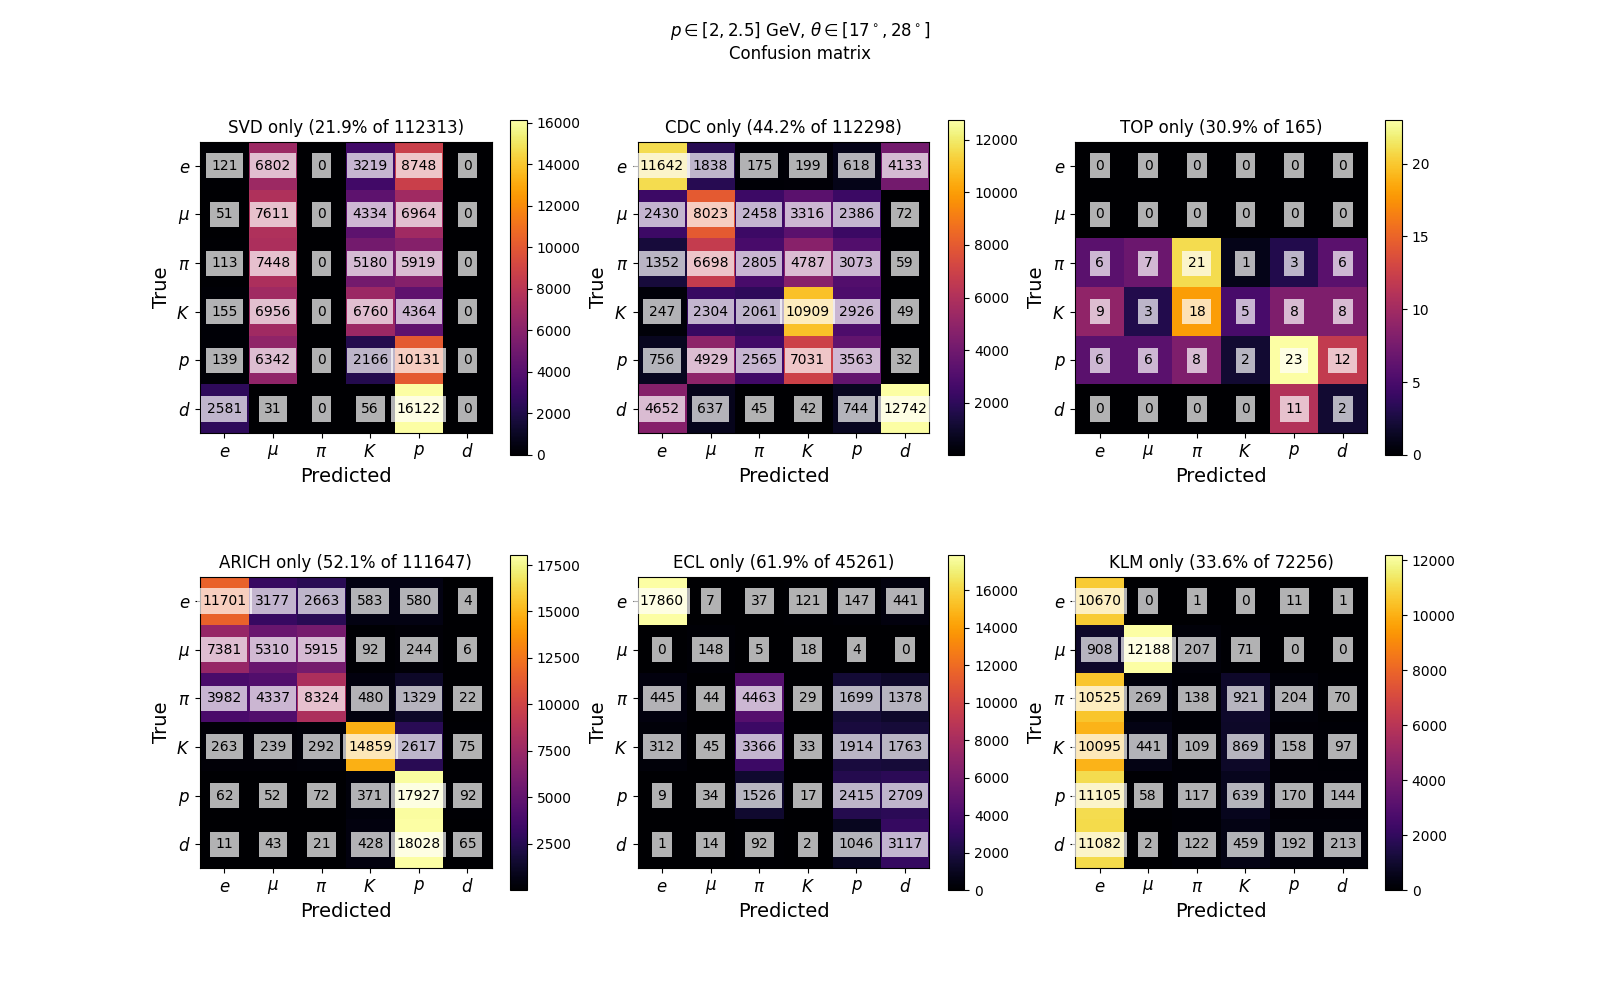 p ∈ [2, 2.5] GeV, θ ∈ [17°, 28°]
Confusion matrix
SVD only (21.9% of 112313)
True
e 121 6802 0 3219 8748 0
μ 51 7611 0 4334 6964 0
π 113 7448 0 5180 5919 0
K 155 6956 0 6760 4364 0
p 139 6342 0 2166 10131 0
d 2581 31 0 56 16122 0
e μ π K p d
Predicted
16000
14000
12000
10000
8000
6000
4000
2000
0
CDC only (44.2% of 112298)
True
e 11642 1838 175 199 618 4133
μ 2430 8023 2458 3316 2386 72
π 1352 6698 2805 4787 3073 59
K 247 2304 2061 10909 2926 49
p 756 4929 2565 7031 3563 32
d 4652 637 45 42 744 12742
e μ π K p d
Predicted
12000
10000
8000
6000
4000
2000
TOP only (30.9% of 165)
True
e 0 0 0 0 0 0
μ 0 0 0 0 0 0
π 6 7 21 1 3 6
K 9 3 18 5 8 8
p 6 6 8 2 23 12
d 0 0 0 0 11 2
e μ π K p d
Predicted
20
15
10
5
0
ARICH only (52.1% of 111647)
True
e 11701 3177 2663 583 580 4
μ 7381 5310 5915 92 244 6
π 3982 4337 8324 480 1329 22
K 263 239 292 14859 2617 75
p 62 52 72 371 17927 92
d 11 43 21 428 18028 65
e μ π K p d
Predicted
17500
15000
12500
10000
7500
5000
2500
ECL only (61.9% of 45261)
True
e 17860 7 37 121 147 441
μ 0 148 5 18 4 0
π 445 44 4463 29 1699 1378
K 312 45 3366 33 1914 1763
p 9 34 1526 17 2415 2709
d 1 14 92 2 1046 3117
e μ π K p d
Predicted
16000
14000
12000
10000
8000
6000
4000
2000
0
KLM only (33.6% of 72256)
True
e 10670 0 1 0 11 1
μ 908 12188 207 71 0 0
π 10525 269 138 921 204 70
K 10095 441 109 869 158 97
p 11105 58 117 639 170 144
d 11082 2 122 459 192 213
e μ π K p d
Predicted
12000
10000
8000
6000
4000
2000
0